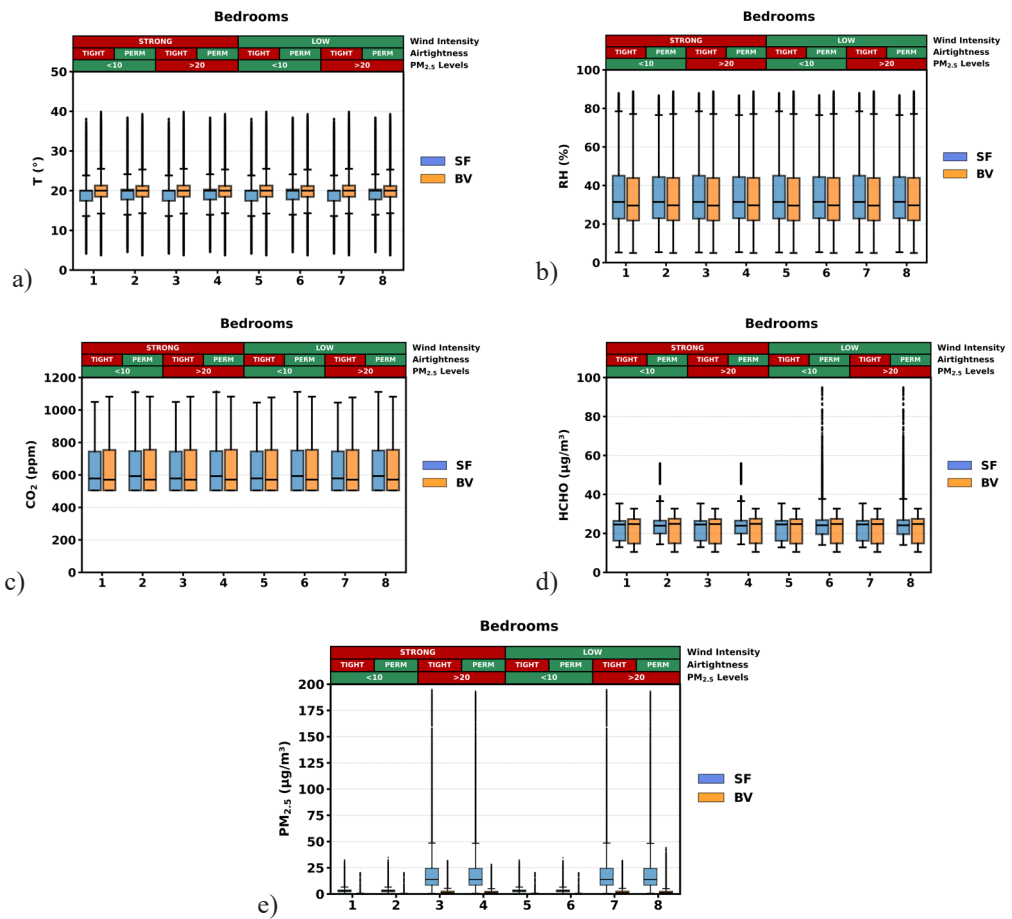 Bedrooms
STRONG LOW Wind Intensity
TIGHT PERM TIGHT PERM TIGHT PERM TIGHT PERM Airtightness
<10 >20 <10 >20 PM2.5 Levels
50
40
30
20
10
0
T (°)
1 2 3 4 5 6 7 8
SF
BV
a)
Bedrooms
STRONG LOW Wind Intensity
TIGHT PERM TIGHT PERM TIGHT PERM TIGHT PERM Airtightness
<10 >20 <10 >20 PM2.5 Levels
100
80
60
40
20
0
RH (%)
1 2 3 4 5 6 7 8
SF
BV
b)
Bedrooms
STRONG LOW Wind Intensity
TIGHT PERM TIGHT PERM TIGHT PERM TIGHT PERM Airtightness
<10 >20 <10 >20 PM2.5 Levels
1200
1000
800
600
400
200
0
CO2 (ppm)
1 2 3 4 5 6 7 8
SF
BV
c)
Bedrooms
STRONG LOW Wind Intensity
TIGHT PERM TIGHT PERM TIGHT PERM TIGHT PERM Airtightness
<10 >20 <10 >20 PM2.5 Levels
100
80
60
40
20
0
HCHO (µg/m³)
1 2 3 4 5 6 7 8
SF
BV
d)
Bedrooms
STRONG LOW Wind Intensity
TIGHT PERM TIGHT PERM TIGHT PERM TIGHT PERM Airtightness
<10 >20 <10 >20 PM2.5 Levels
200
175
150
125
100
75
50
25
0
PM2.5 (µg/m³)
1 2 3 4 5 6 7 8
SF
BV
e)